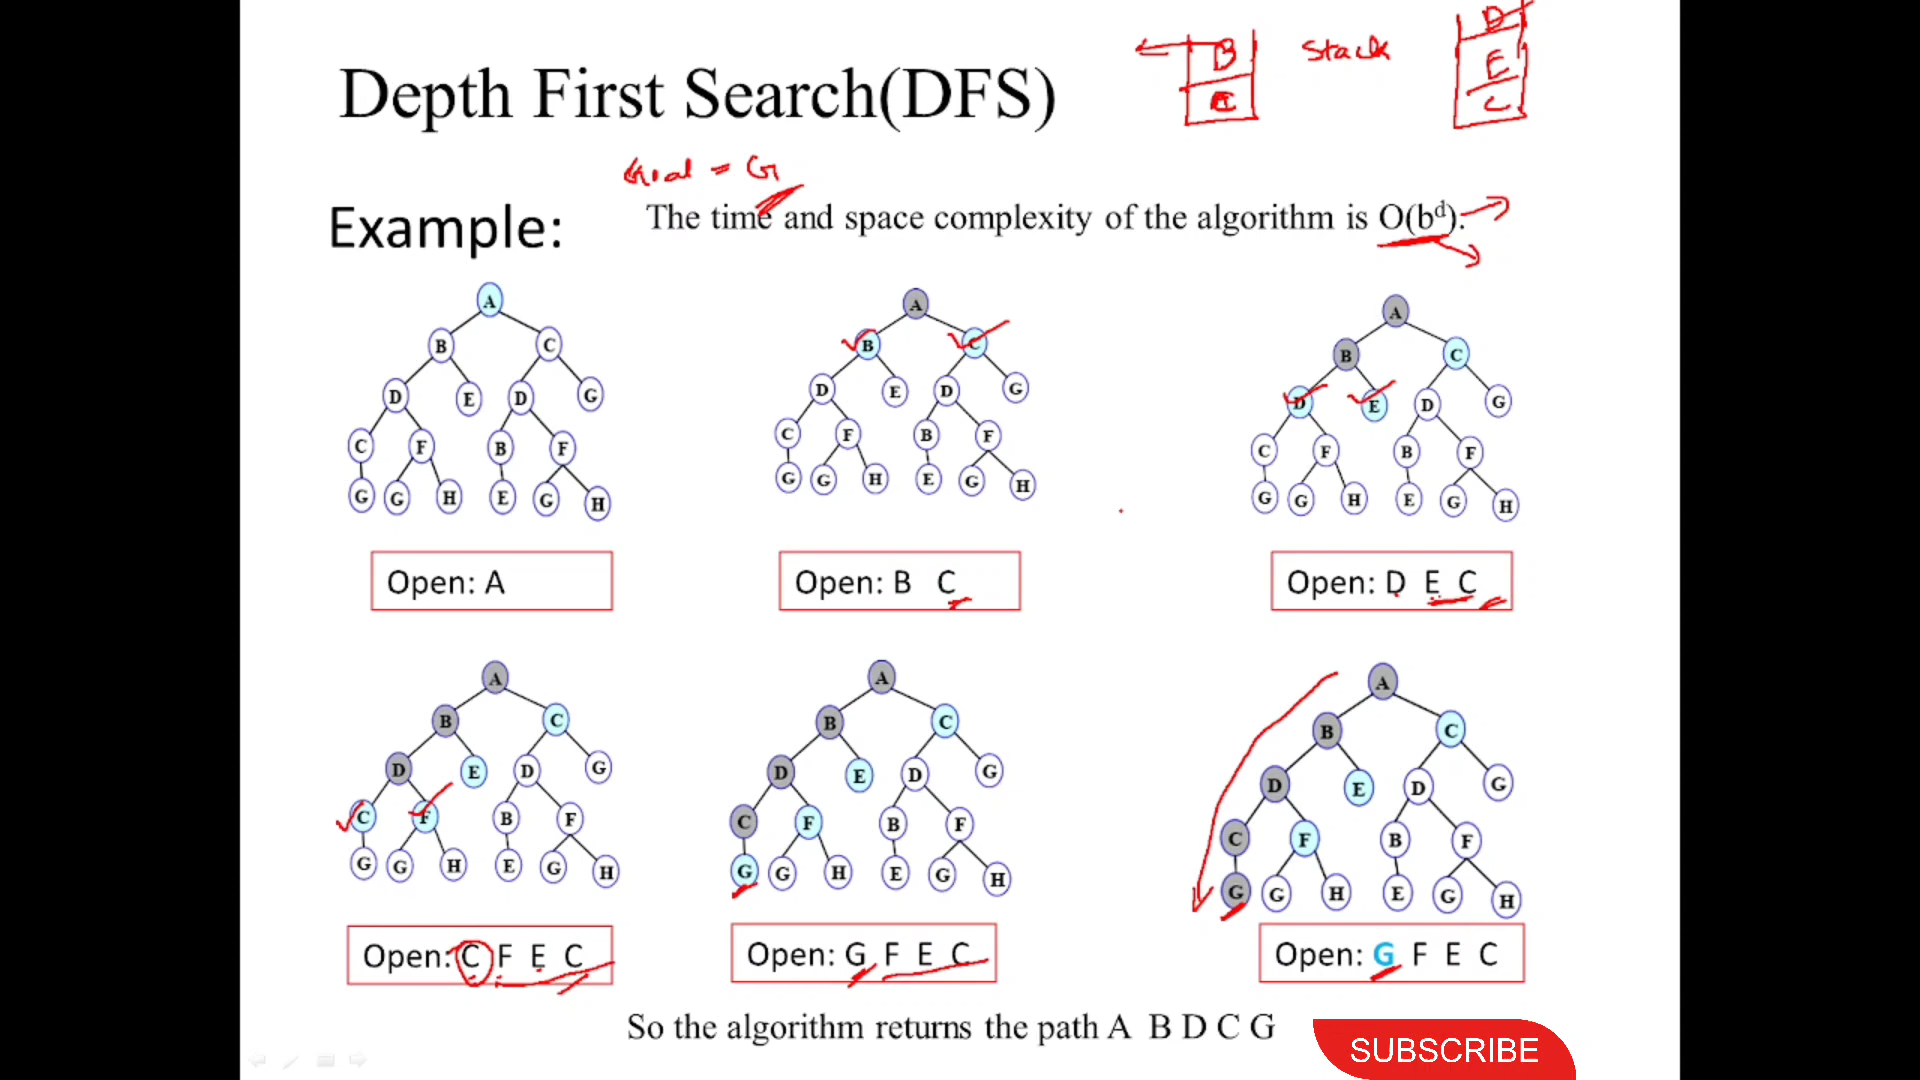 Depth First Search(DFS)
B
C
Stack
D
E
C
Goal = G
Example:
The time and space complexity of the algorithm is O(bᵈ).
A
B C
D E D G
C F B F
G G H E G H
A
B C
D E D G
C F B F
G G H E G H
A
B C
D E D G
C F B F
G G H E G H
Open: A
Open: B C
Open: D E C
A
B C
D E D G
C F B F
G G H E G H
A
B C
D E D G
C F B F
G G H E G H
A
B C
D E D G
C F B F
G G H E G H
Open: C F E C
Open: G F E C
Open: G F E C
So the algorithm returns the path A B D C G
SUBSCRIBE